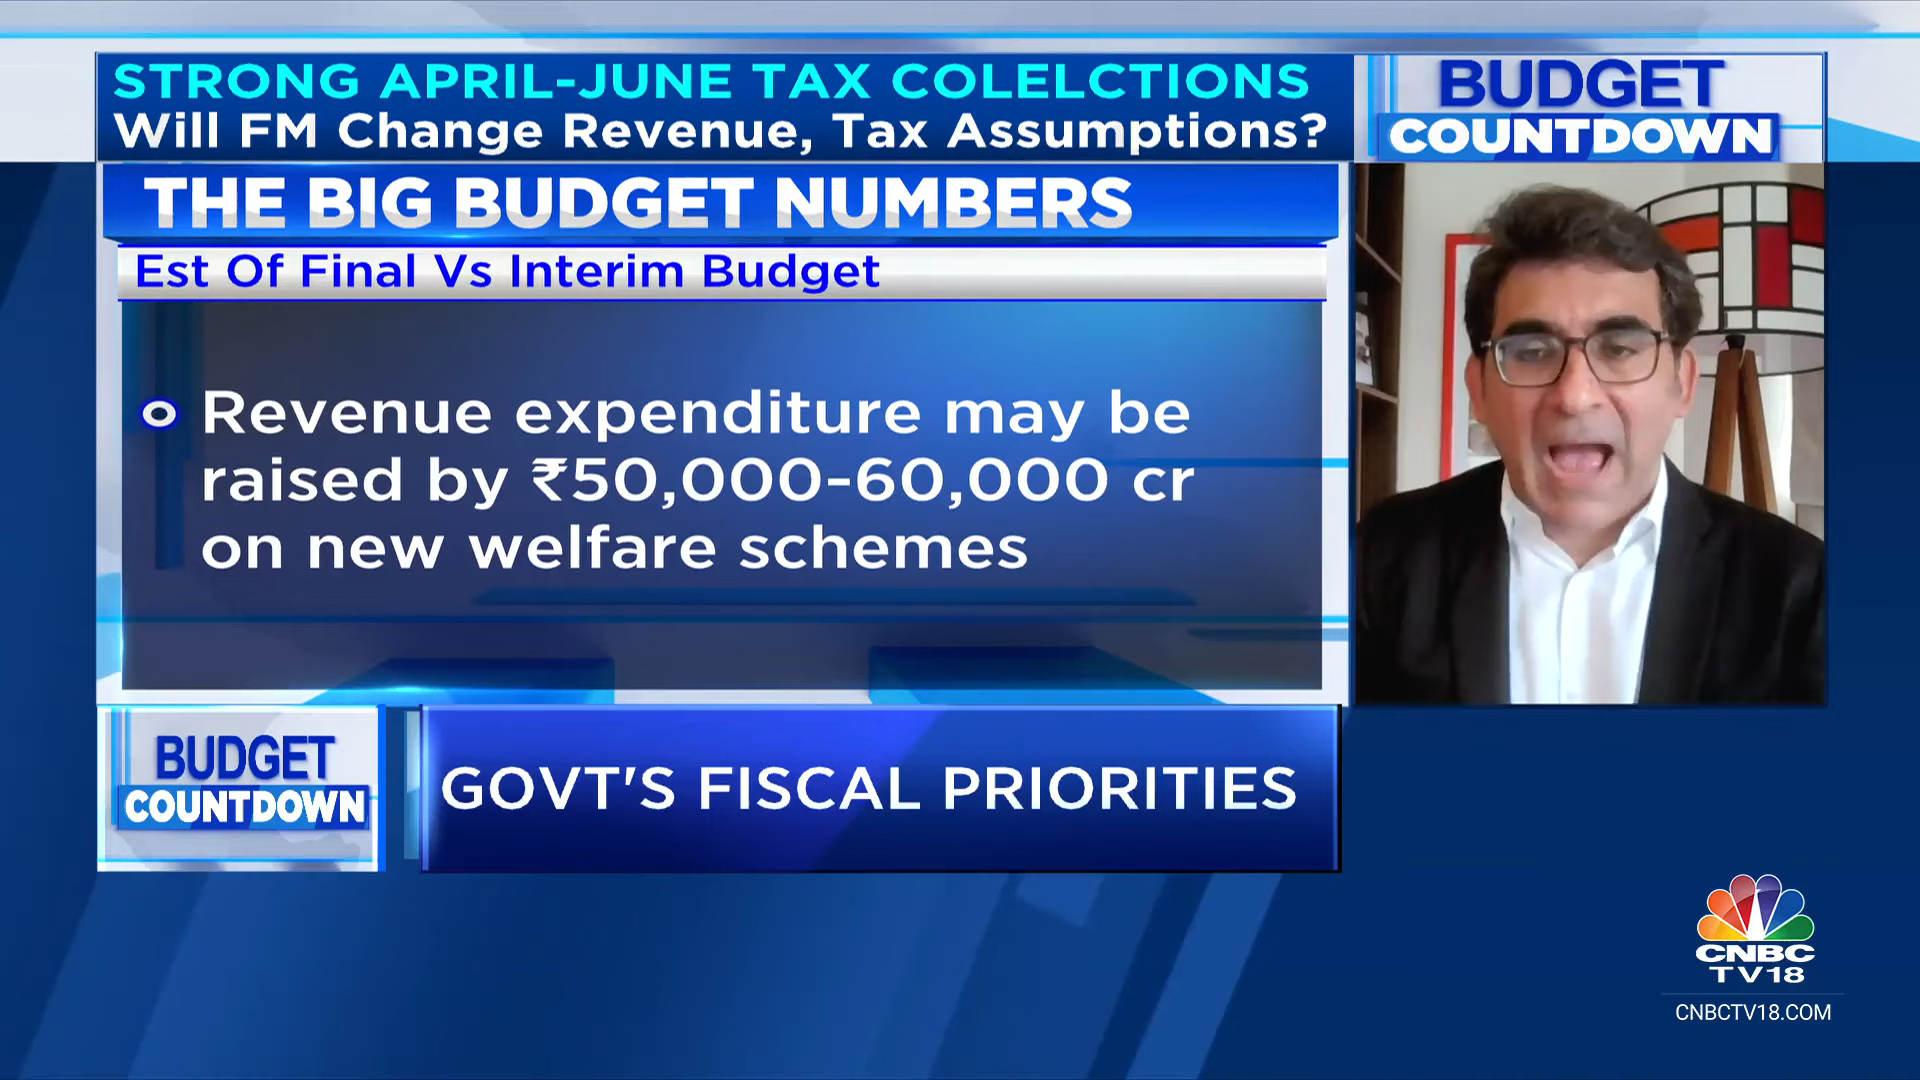 STRONG APRIL-JUNE TAX COLELCTIONS
Will FM Change Revenue, Tax Assumptions?
BUDGET
COUNTDOWN
THE BIG BUDGET NUMBERS
Est Of Final Vs Interim Budget
Revenue expenditure may be
raised by ₹50,000-60,000 cr
on new welfare schemes
BUDGET
COUNTDOWN
GOVT'S FISCAL PRIORITIES
CNBC
TV18
CNBCTV18.COM